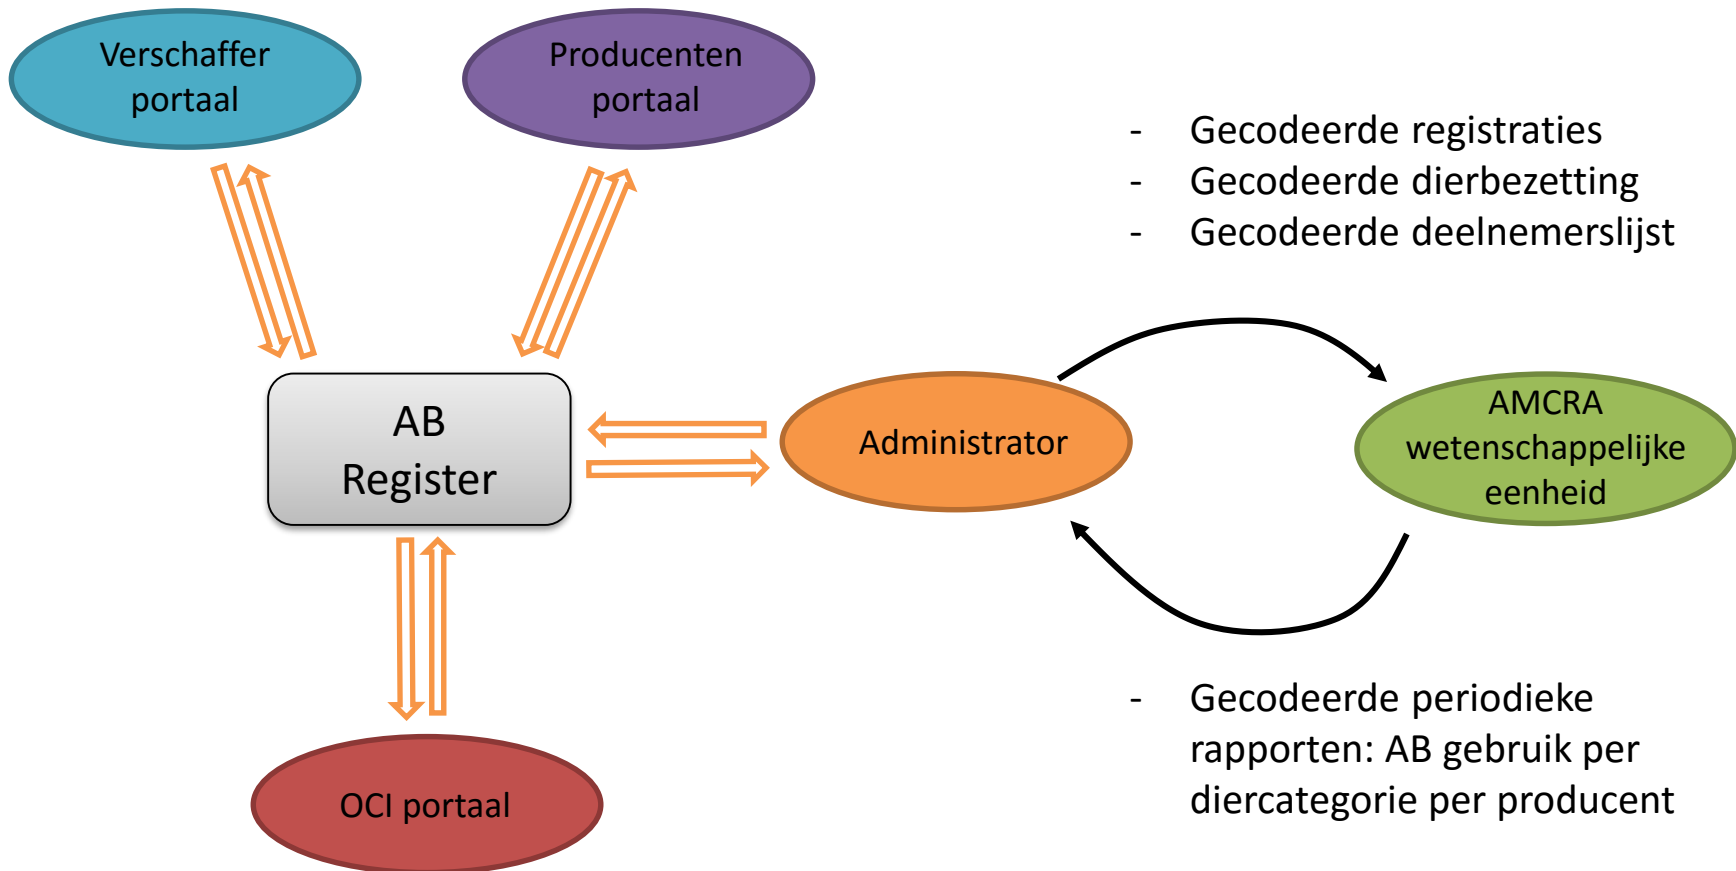 Verschaffer
portaal
Producenten
portaal
- Gecodeerde registraties
- Gecodeerde dierbezetting
- Gecodeerde deelnemerslijst
AB
Register
Administrator
AMCRA
wetenschappelijke
eenheid
- Gecodeerde periodieke
rapporten: AB gebruik per
diercategorie per producent
OCI portaal